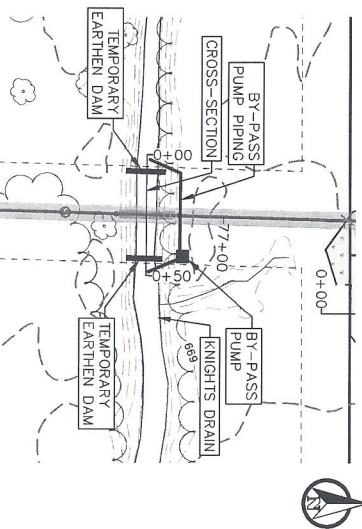 BY-PASS
PUMP PIPING
CROSS-SECTION
TEMPORARY
EARTHEN DAM
0+00
77+00
0+00
0+50
BY-PASS
PUMP
KNIGHTS DRAIN
669
TEMPORARY
EARTHEN DAM
N